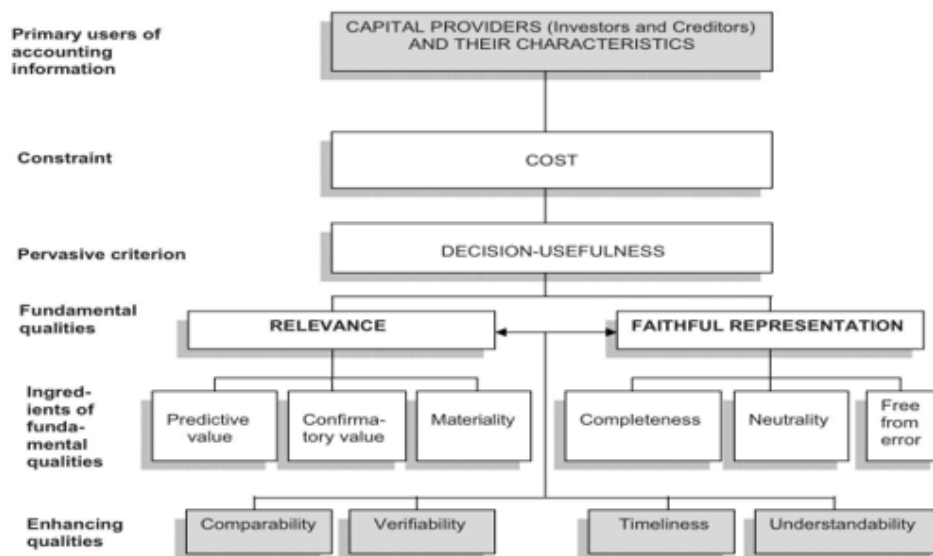 Primary users of
accounting
information
CAPITAL PROVIDERS (Investors and Creditors)
AND THEIR CHARACTERISTICS
Constraint
COST
Pervasive criterion
DECISION-USEFULNESS
Fundamental
qualities
RELEVANCE
FAITHFUL REPRESENTATION
Ingred-
ients of
funda-
mental
qualities
Predictive
value
Confirma-
tory value
Materiality
Completeness
Neutrality
Free
from
error
Enhancing
qualities
Comparability
Verifiability
Timeliness
Understandability